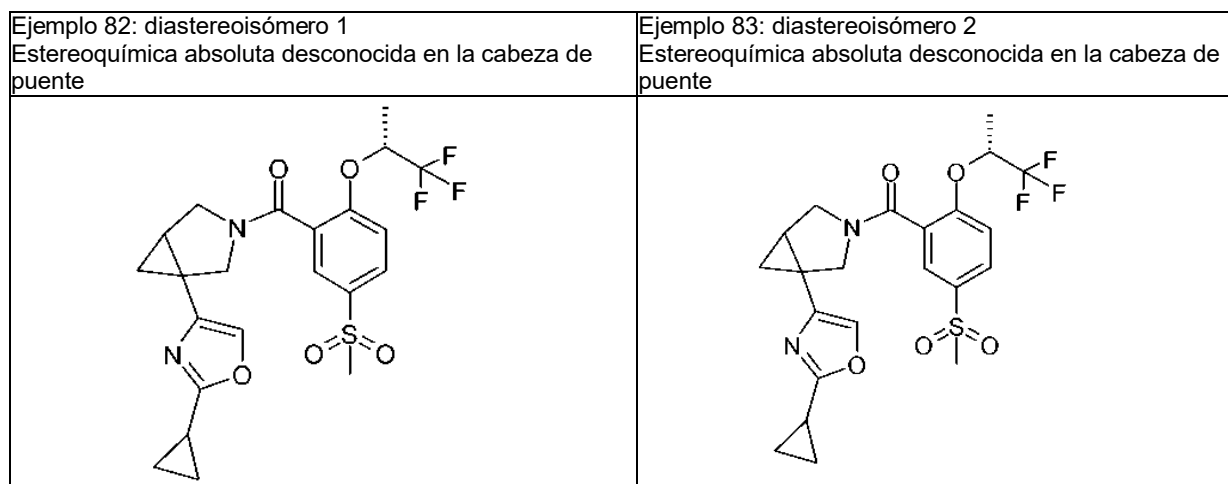 Ejemplo 82: diastereoisómero 1
Estereoquímica absoluta desconocida en la cabeza de
puente
Ejemplo 83: diastereoisómero 2
Estereoquímica absoluta desconocida en la cabeza de
puente
O
O
F
F
F
N
S
O
O
N
O
O
O
F
F
F
N
S
O
O
N
O